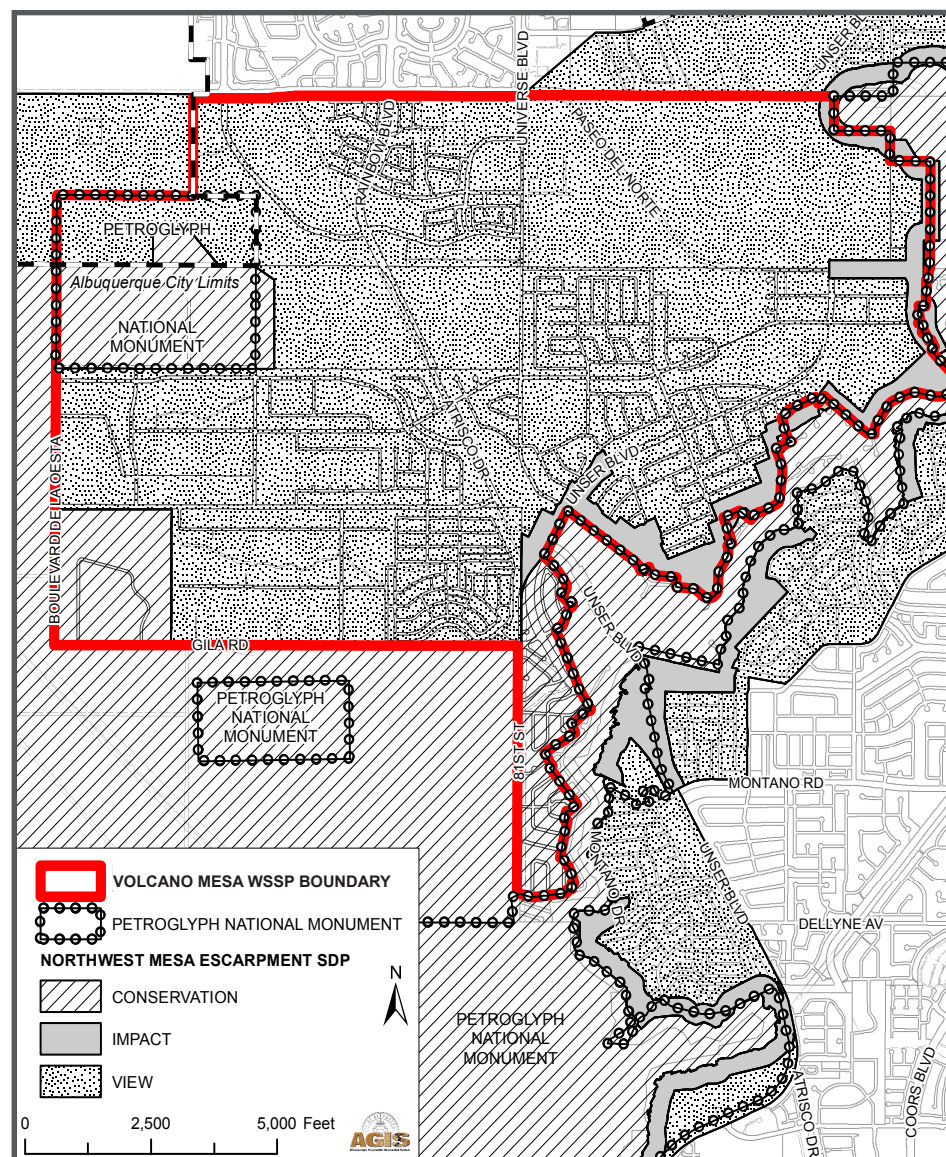 UNSER BLVD
UNIVERSE BLVD
RAINBOW BLVD
PASEO DEL NORTE
PETROGLYPH
Albuquerque City Limits
NATIONAL
MONUMENT
ATRISCO DR
BOULEVARD DE LA OESTA
UNSER BLVD
UNSER BLVD
GILA RD
PETROGLYPH
NATIONAL
MONUMENT
81ST ST
MONTANO RD
MONTANO DR
UNSER BLVD
DELLYNE AV
PETROGLYPH
NATIONAL
MONUMENT
ATRISCO DR
COORS BLVD
VOLCANO MESA WSSP BOUNDARY
PETROGLYPH NATIONAL MONUMENT
NORTHWEST MESA ESCARPMENT SDP
CONSERVATION
IMPACT
VIEW
N
0 2,500 5,000 Feet
AGIS